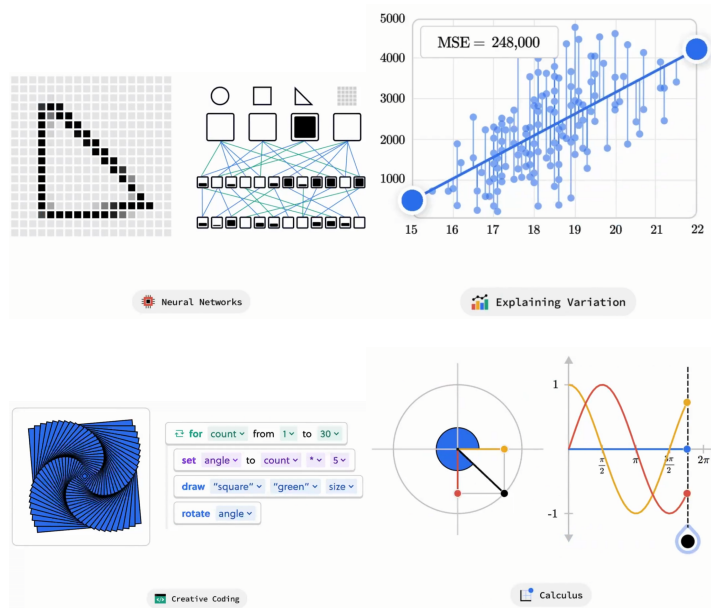 5000
MSE = 248,000
4000
3000
2000
1000
15 16 17 18 19 20 21 22
Neural Networks
Explaining Variation
for count from 1 to 30
set angle to count * 5
draw "square" "green" size
rotate angle
1
π/2 π 3π/2 2π
-1
Creative Coding
Calculus